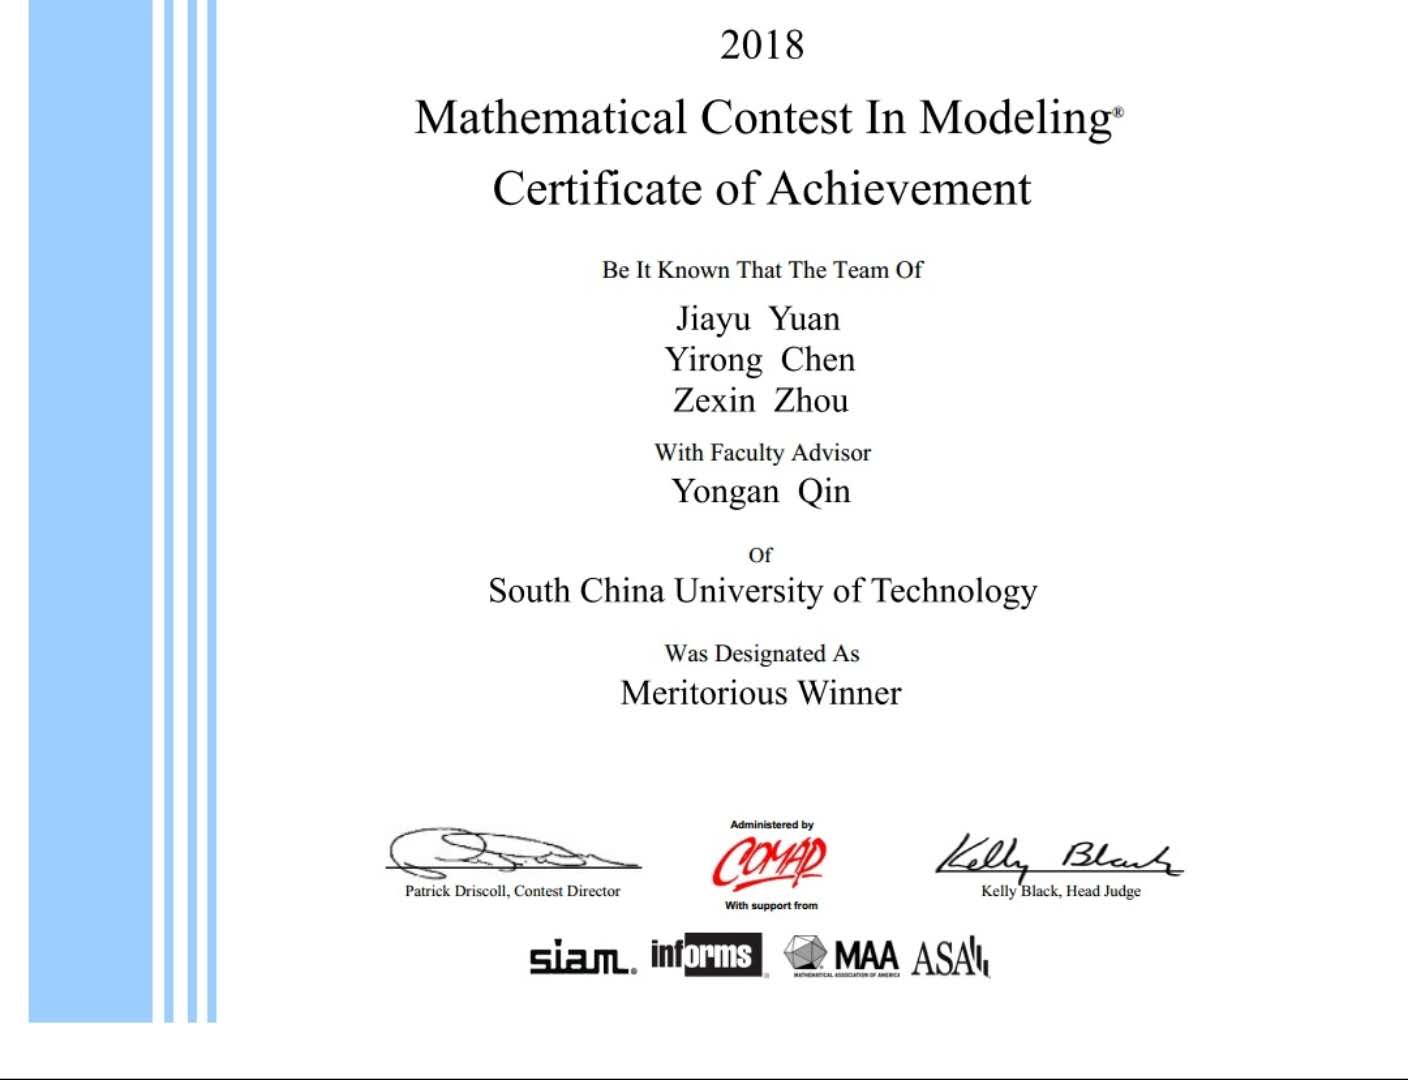 2018
Mathematical Contest In Modeling®
Certificate of Achievement
Be It Known That The Team Of
Jiayu Yuan
Yirong Chen
Zexin Zhou
With Faculty Advisor
Yongan Qin
Of
South China University of Technology
Was Designated As
Meritorious Winner
Administered by
COMAP
Kelly Black
Patrick Driscoll, Contest Director
Kelly Black, Head Judge
With support from
siam.
informs
MAA
MATHEMATICAL ASSOCIATION OF AMERICA
ASA